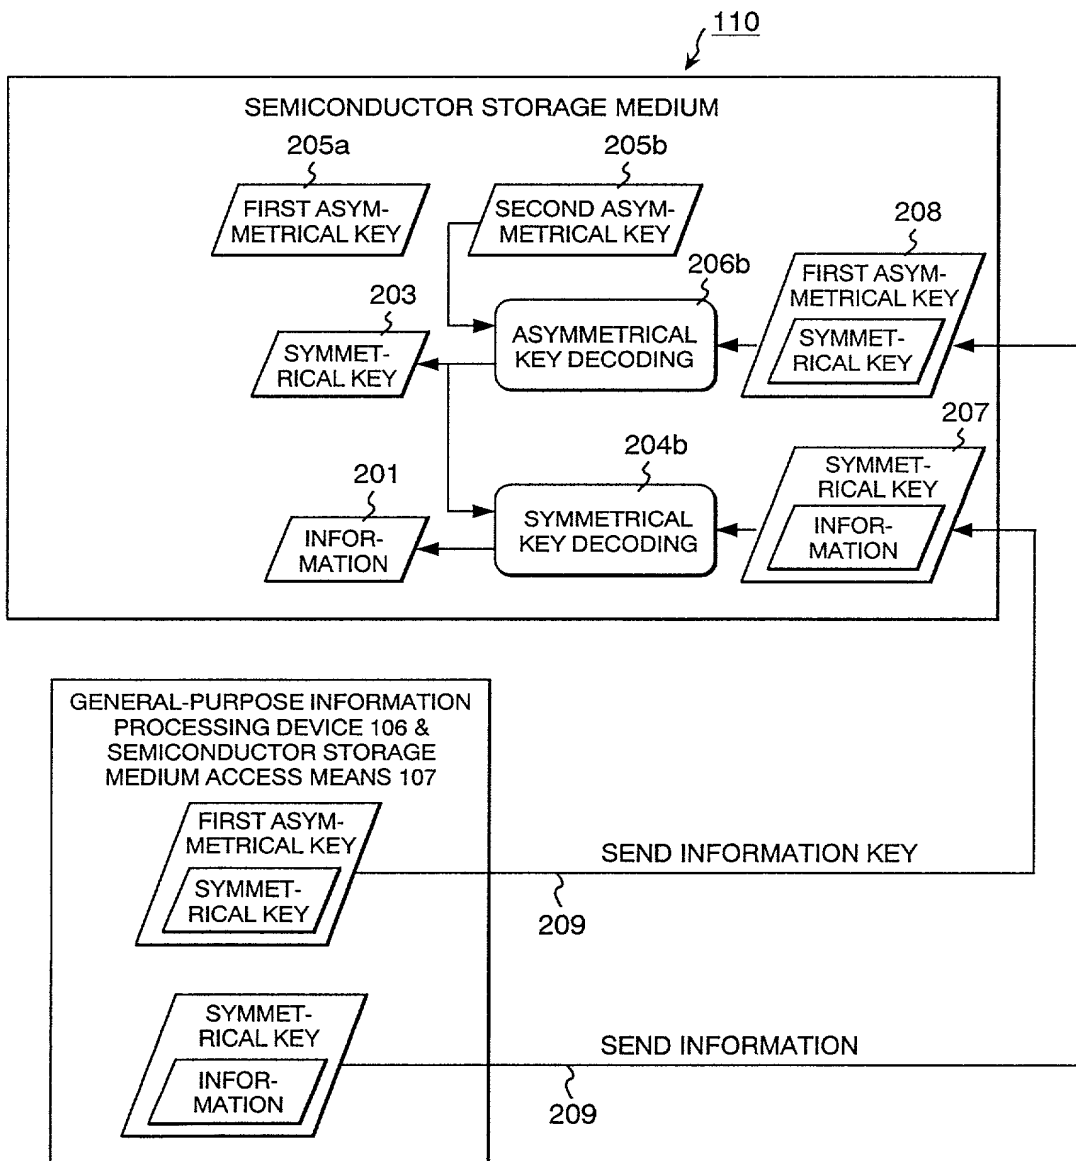 110
SEMICONDUCTOR STORAGE MEDIUM
205a
205b
FIRST ASYM-
METRICAL KEY
SECOND ASYM-
METRICAL KEY
208
206b
FIRST ASYM-
METRICAL KEY
203
SYMMET-
RICAL KEY
ASYMMETRICAL
KEY DECODING
SYMMET-
RICAL KEY
207
204b
SYMMET-
RICAL KEY
201
INFOR-
MATION
SYMMETRICAL
KEY DECODING
INFOR-
MATION
GENERAL-PURPOSE INFORMATION
PROCESSING DEVICE 106 &
SEMICONDUCTOR STORAGE
MEDIUM ACCESS MEANS 107
FIRST ASYM-
METRICAL KEY
SYMMET-
RICAL KEY
SEND INFORMATION KEY
209
SYMMET-
RICAL KEY
INFOR-
MATION
SEND INFORMATION
209